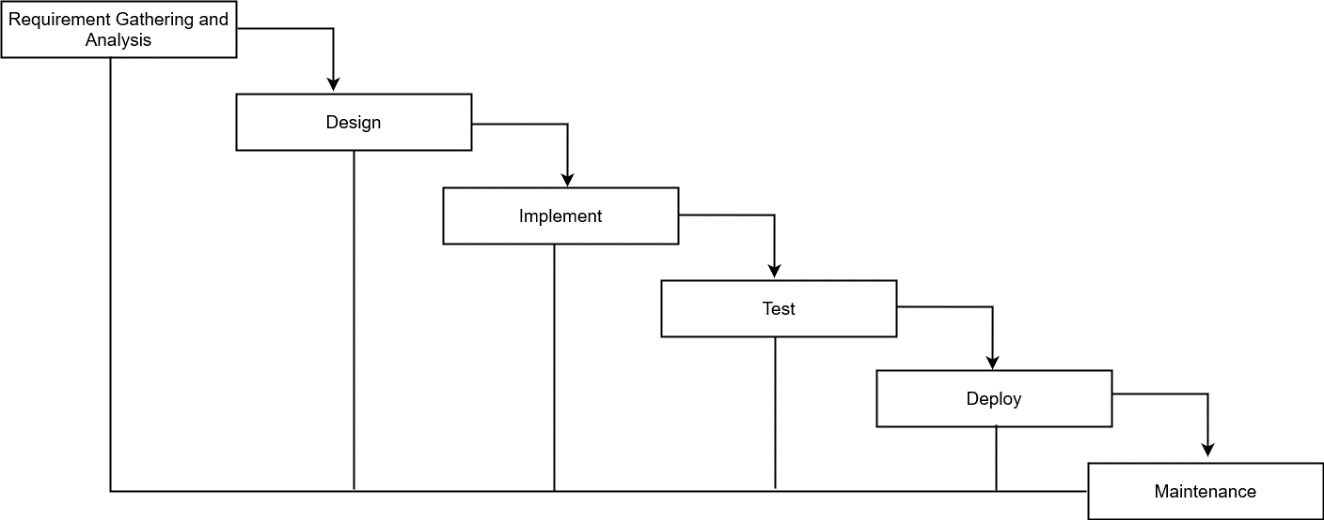 Requirement Gathering and
Analysis
Design
Implement
Test
Deploy
Maintenance